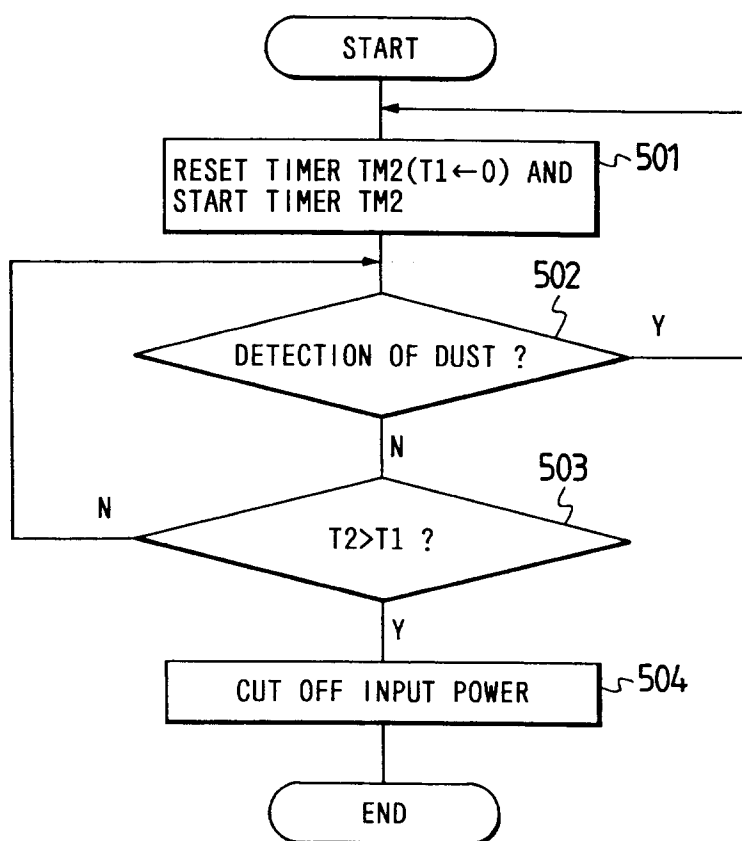 START
RESET TIMER TM2(T1←0) AND
START TIMER TM2
501
502
DETECTION OF DUST ?
Y
N
503
N
T2>T1 ?
Y
CUT OFF INPUT POWER
504
END